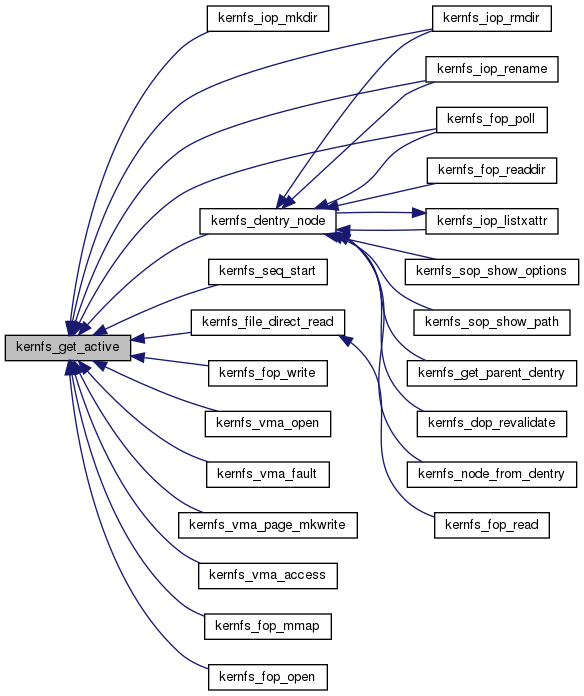 kernfs_iop_mkdir
kernfs_iop_rmdir
kernfs_iop_rename
kernfs_fop_poll
kernfs_fop_readdir
kernfs_dentry_node
kernfs_iop_listxattr
kernfs_seq_start
kernfs_sop_show_options
kernfs_file_direct_read
kernfs_sop_show_path
kernfs_get_active
kernfs_fop_write
kernfs_get_parent_dentry
kernfs_vma_open
kernfs_dop_revalidate
kernfs_vma_fault
kernfs_node_from_dentry
kernfs_vma_page_mkwrite
kernfs_fop_read
kernfs_vma_access
kernfs_fop_mmap
kernfs_fop_open